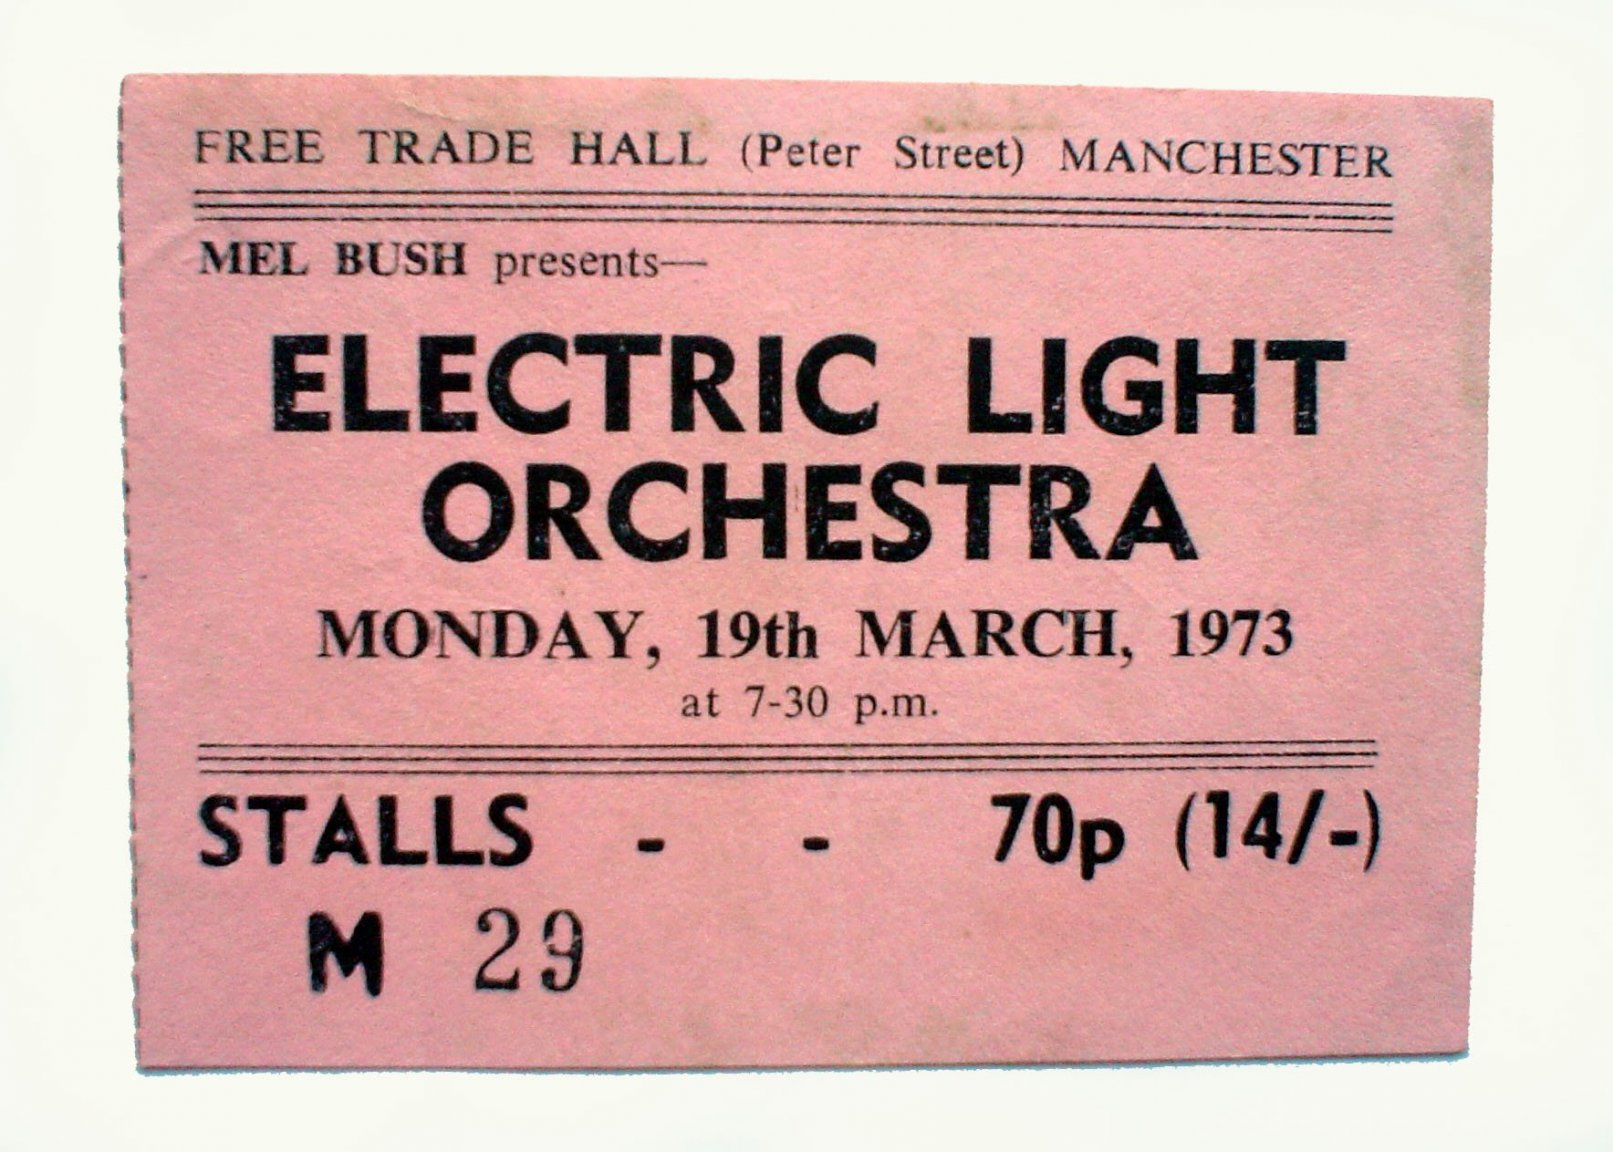 FREE TRADE HALL (Peter Street) MANCHESTER
MEL BUSH presents—
ELECTRIC LIGHT
ORCHESTRA
MONDAY, 19th MARCH, 1973
at 7-30 p.m.
STALLS - - 70p (14/-)
M 29